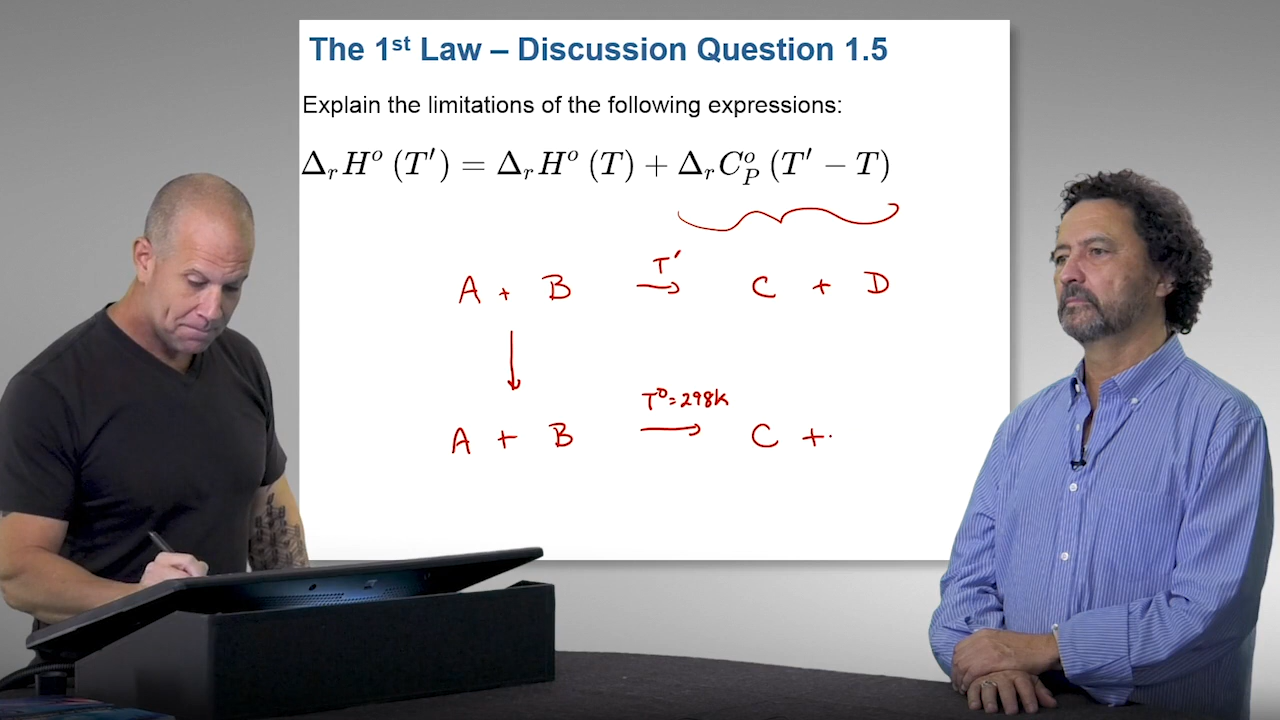 The 1st Law – Discussion Question 1.5
Explain the limitations of the following expressions:
ΔrH° (T′) = ΔrH° (T) + ΔrC°P (T′ − T)
T′
A + B → C + D
T° = 298K
A + B → C +